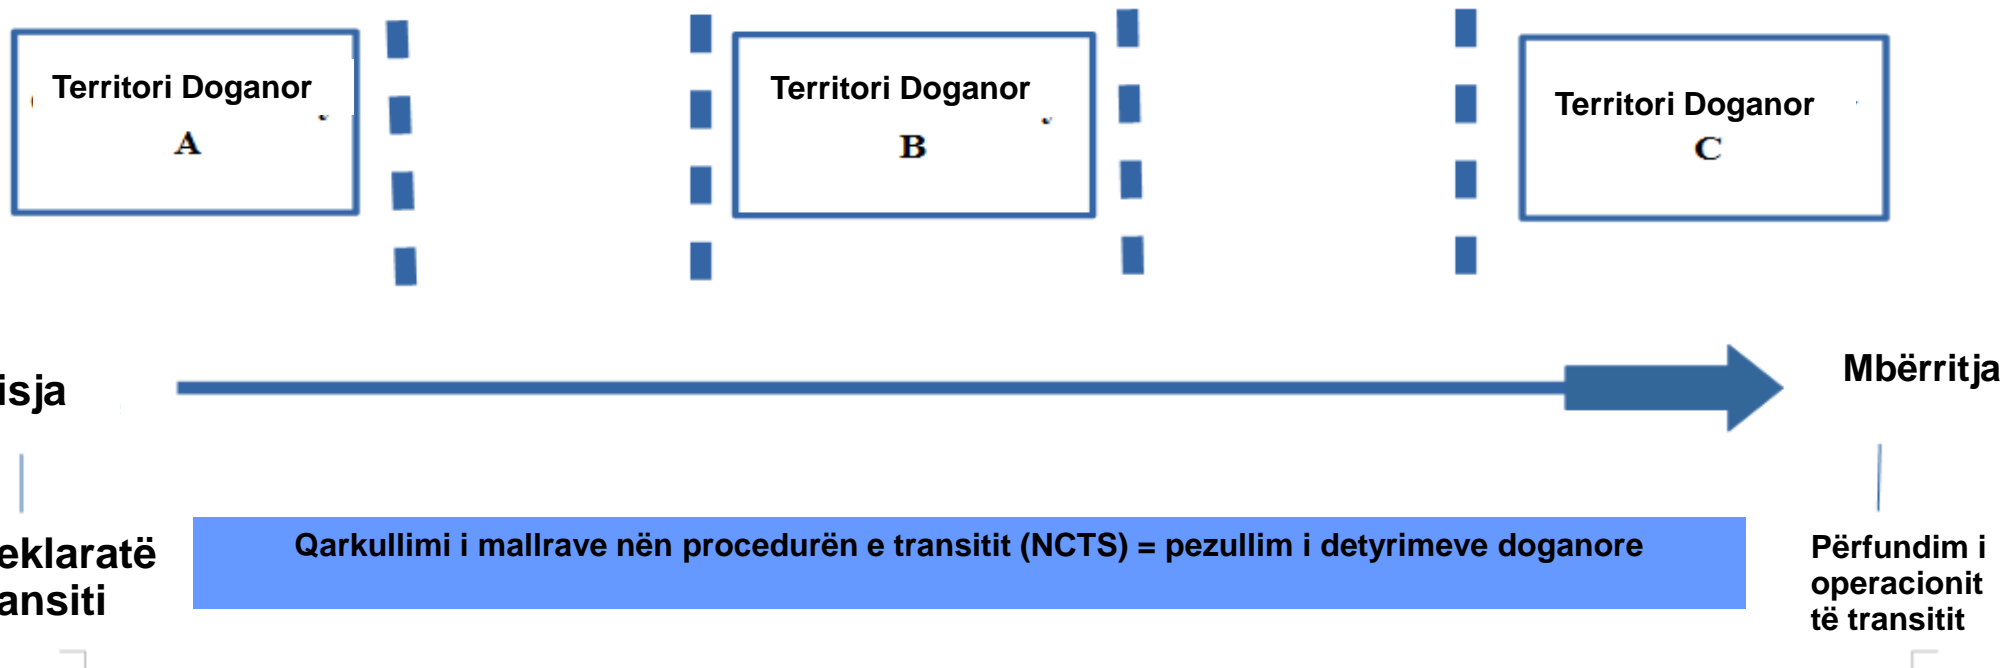 Territori Doganor
A
Territori Doganor
B
Territori Doganor
C
isja
Mbërritja
eklaratë
ansiti
Qarkullimi i mallrave nën procedurën e transitit (NCTS) = pezullim i detyrimeve doganore
Përfundim i
operacionit
të transitit